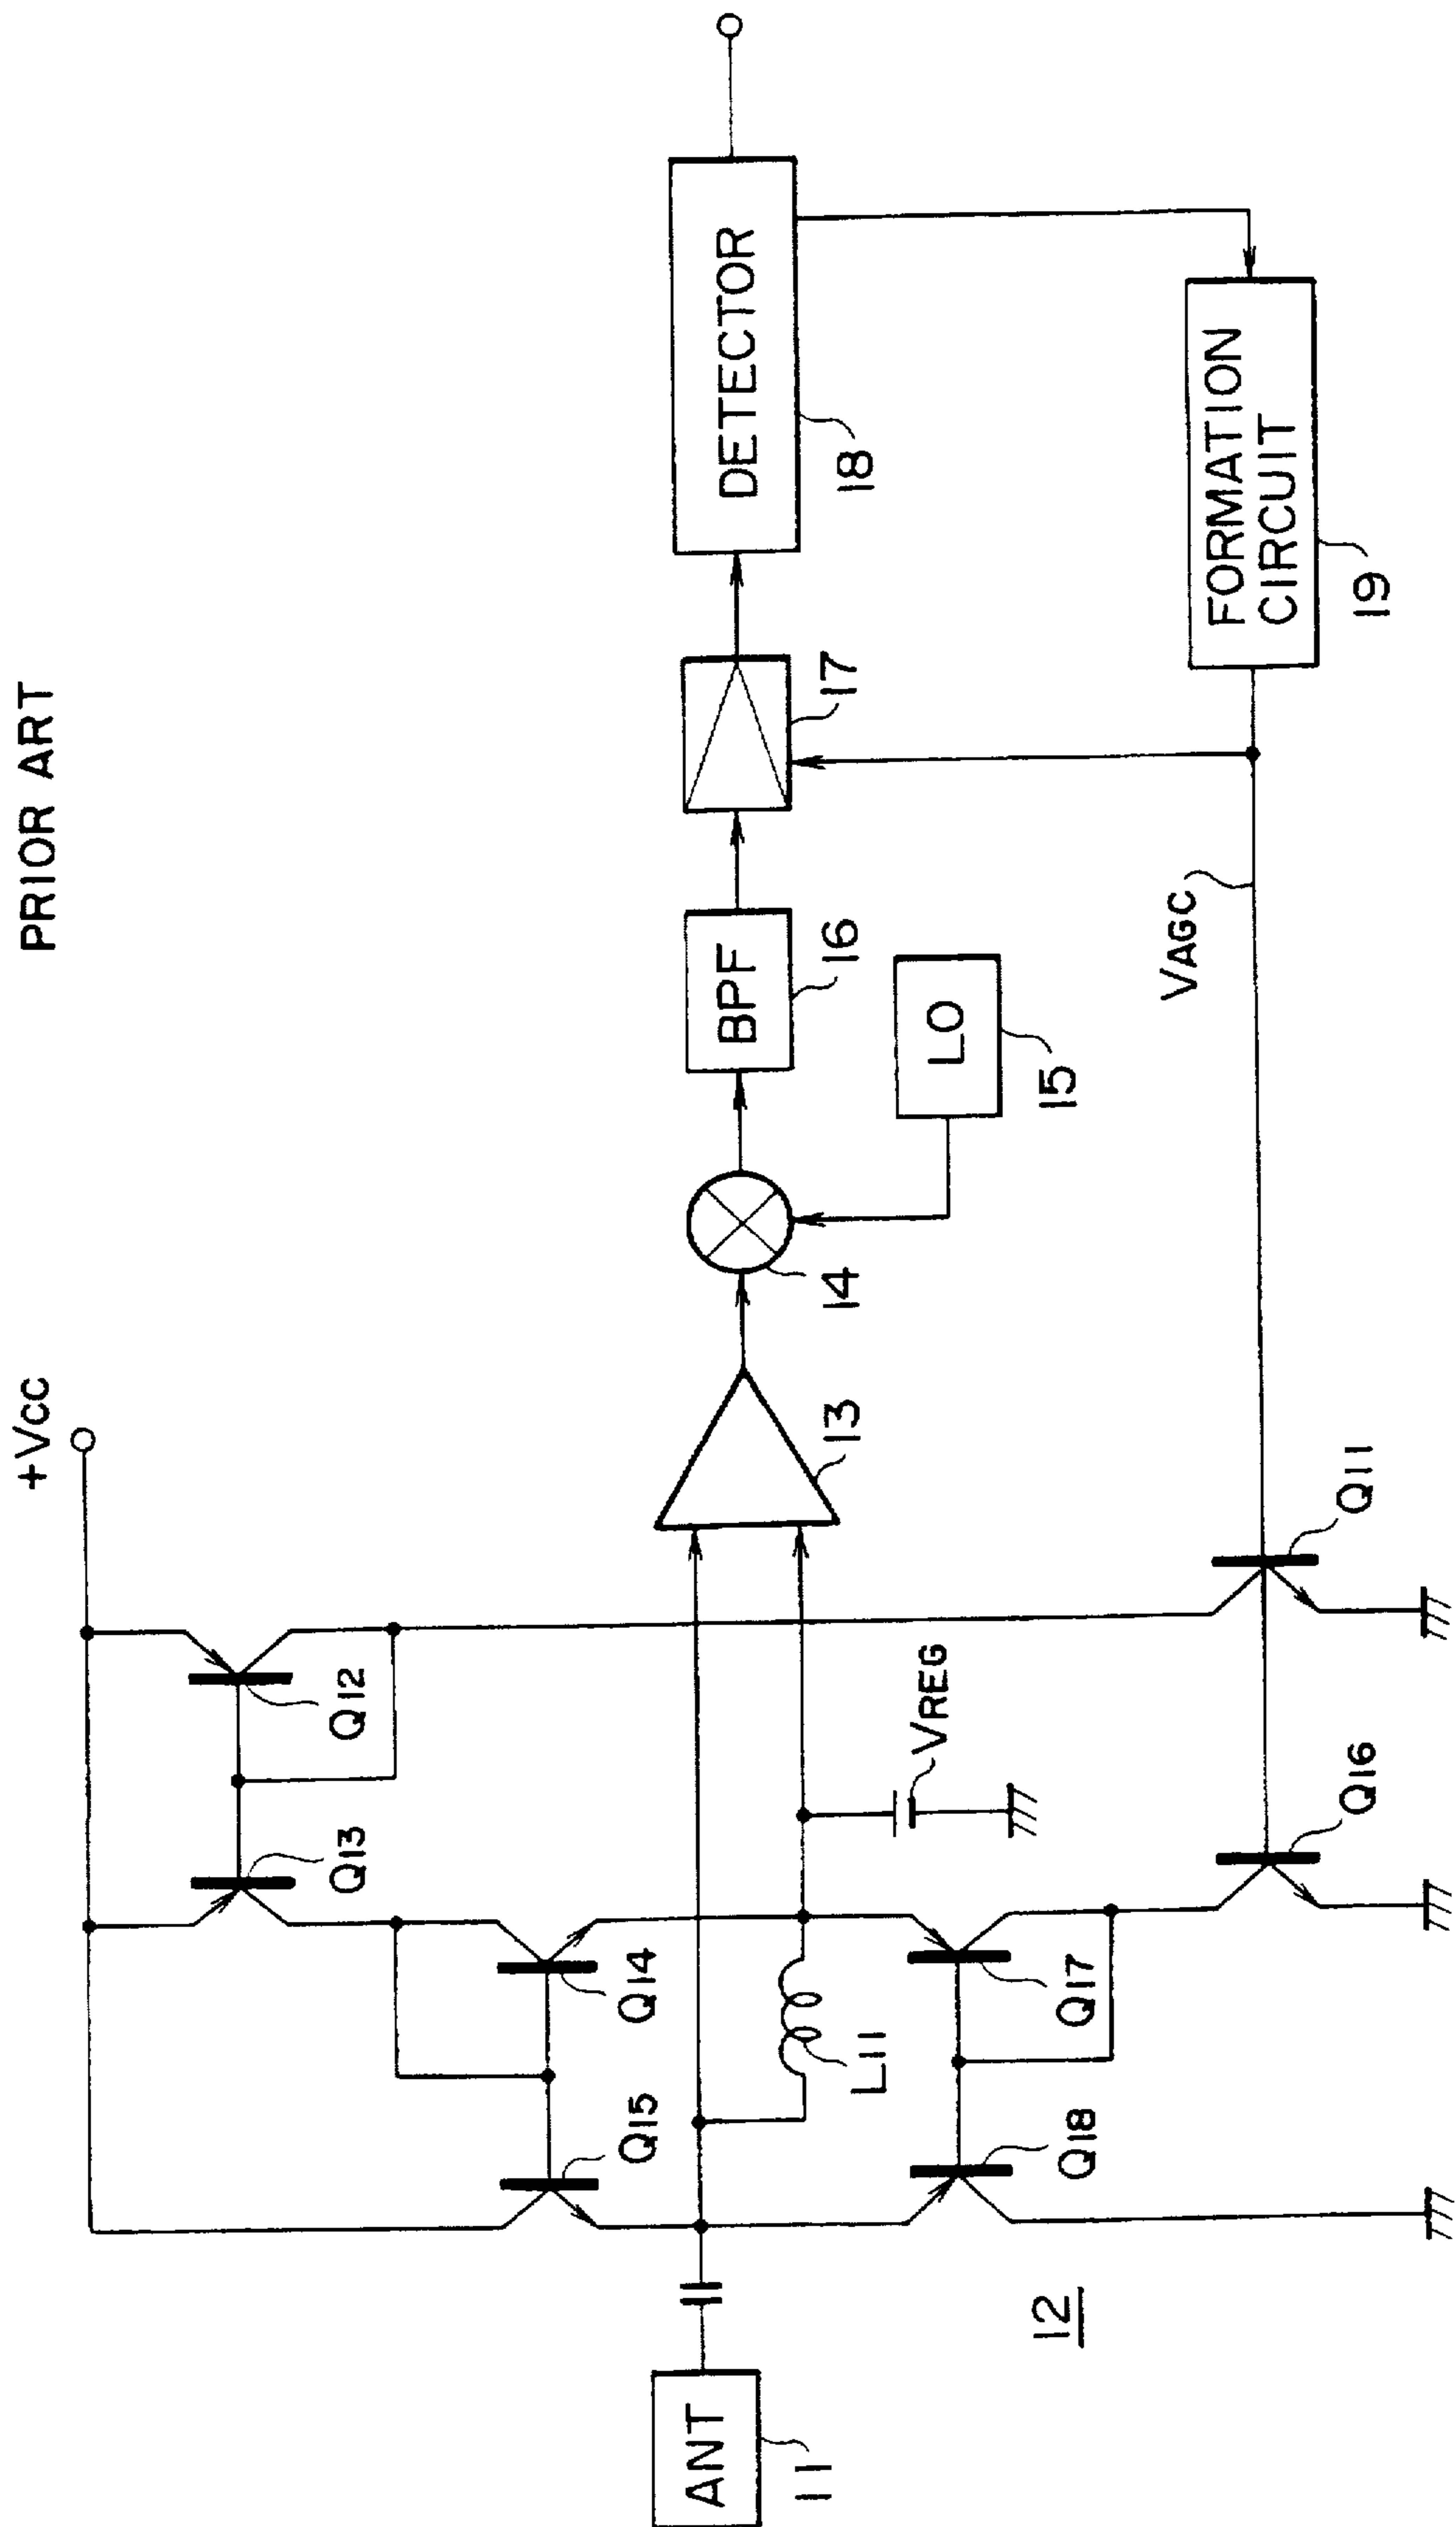 PRIOR ART
+VCC
Q12
Q13
Q14
Q15
ANT
11
12
L11
VREG
Q17
Q18
Q16
Q11
13
14
LO
15
BPF
16
17
DETECTOR
18
FORMATION
CIRCUIT
19
VAGC